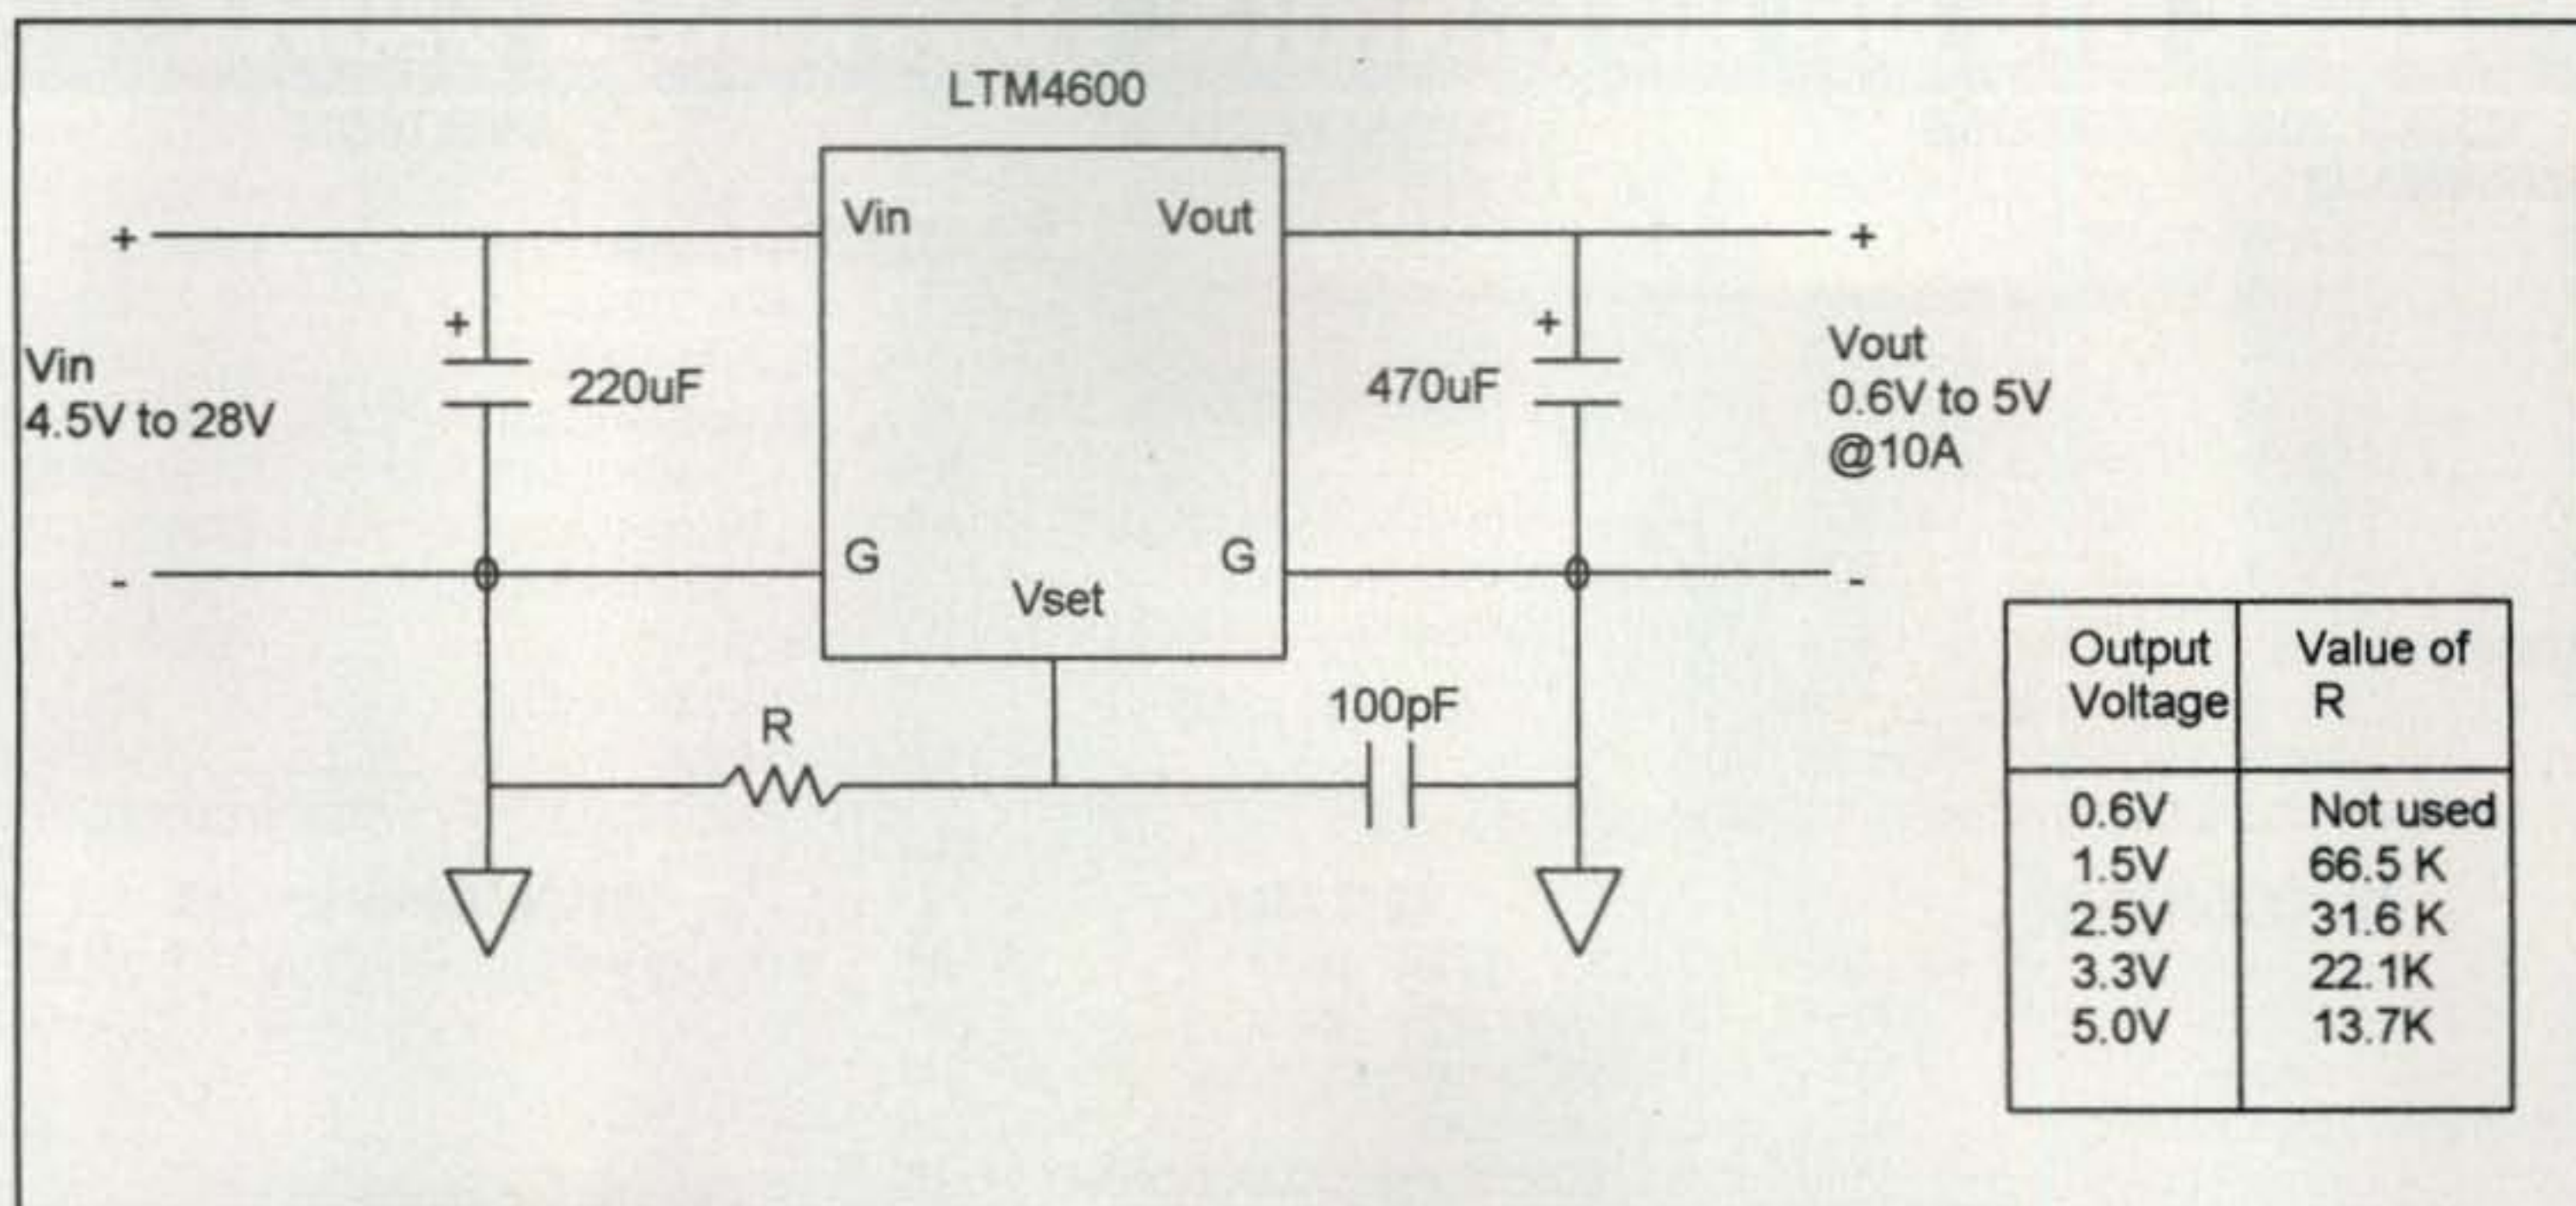 LTM4600
Vin
Vout
+
+
+
+
Vin
4.5V to 28V
220uF
470uF
Vout
0.6V to 5V
@10A
G
G
-
-
Vset
R
100pF
Output Voltage
Value of R
0.6V Not used
1.5V 66.5 K
2.5V 31.6 K
3.3V 22.1K
5.0V 13.7K